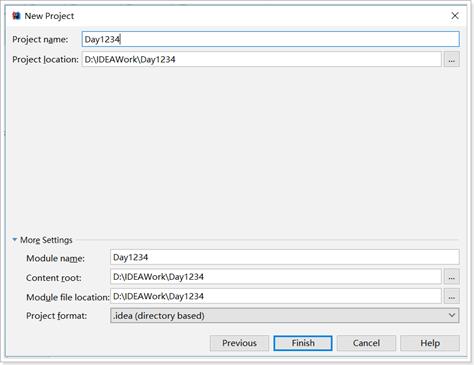 New Project
Project name: Day1234
Project location: D:\IDEAWork\Day1234 ...
More Settings
Module name: Day1234
Content root: D:\IDEAWork\Day1234 ...
Module file location: D:\IDEAWork\Day1234 ...
Project format: .idea (directory based)
Previous Finish Cancel Help